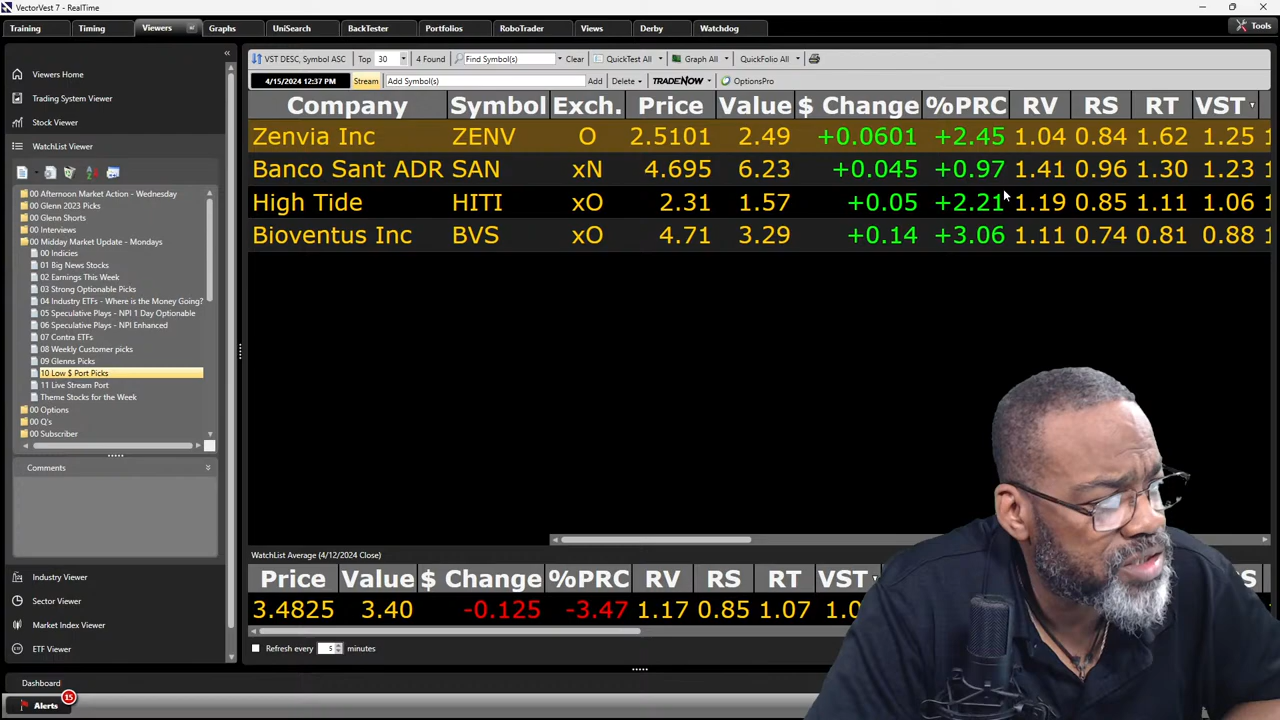 VectorVest 7 - RealTime
Training Timing Viewers Graphs UniSearch BackTester Portfolios RoboTrader Views Derby Watchdog Tools
Viewers Home
Trading System Viewer
Stock Viewer
WatchList Viewer
00 Afternoon Market Action - Wednesday
00 Glenn 2023 Picks
00 Glenn Shorts
00 Interviews
00 Midday Market Update - Mondays
00 Indicies
01 Big News Stocks
02 Earnings This Week
03 Strong Optionable Picks
04 Industry ETFs - Where is the Money Going?
05 Speculative Plays - NPI 1 Day Optionable
06 Speculative Plays - NPI Enhanced
07 Contra ETFs
08 Weekly Customer picks
09 Glenns Picks
10 Low $ Port Picks
11 Live Stream Port
Theme Stocks for the Week
00 Options
00 Q's
00 Subscriber
Comments
Industry Viewer
Sector Viewer
Market Index Viewer
ETF Viewer
VST DESC, Symbol ASC Top 30 4 Found Find Symbol(s) Clear QuickTest All Graph All QuickFolio All
4/15/2024 12:37 PM Stream Add Symbol(s) Add Delete TRADENOW OptionsPro
Company Symbol Exch. Price Value $ Change %PRC RV RS RT VST
Zenvia Inc ZENV O 2.5101 2.49 +0.0601 +2.45 1.04 0.84 1.62 1.25
Banco Sant ADR SAN xN 4.695 6.23 +0.045 +0.97 1.41 0.96 1.30 1.23
High Tide HITI xO 2.31 1.57 +0.05 +2.21 1.19 0.85 1.11 1.06
Bioventus Inc BVS xO 4.71 3.29 +0.14 +3.06 1.11 0.74 0.81 0.88
WatchList Average (4/12/2024 Close)
Price Value $ Change %PRC RV RS RT VST
3.4825 3.40 -0.125 -3.47 1.17 0.85 1.07
Refresh every 5 minutes
Dashboard
Alerts 15